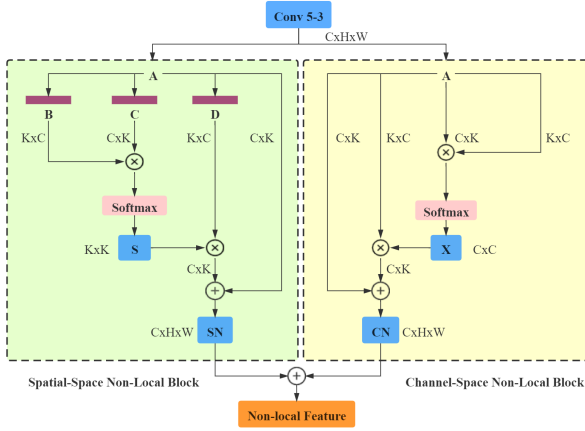 Conv 5-3
CxHxW
A
A
B
C
D
KxC
CxK
KxC
CxK
CxK
KxC
CxK
KxC
Softmax
Softmax
KxK
S
X
CxC
CxK
CxK
CxHxW
SN
CN
CxHxW
Spatial-Space Non-Local Block
Channel-Space Non-Local Block
Non-local Feature